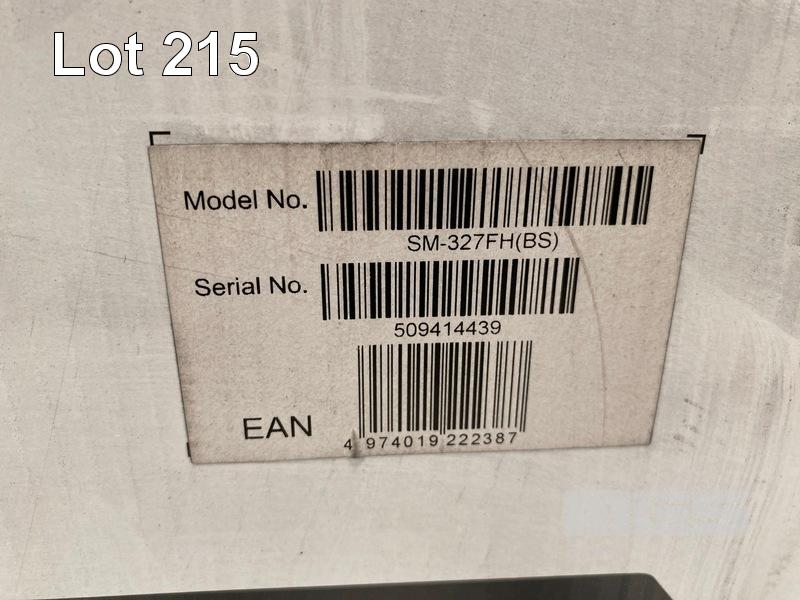 Lot 215
Model No.
SM-327FH(BS)
Serial No.
509414439
EAN
4 974019 222387